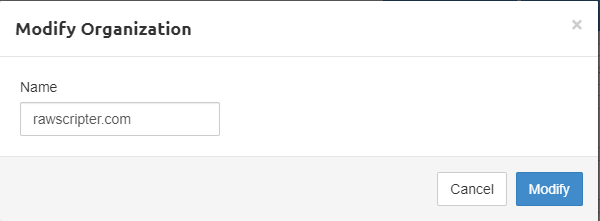 Modify Organization
×
Name
rawscripter.com
Cancel Modify